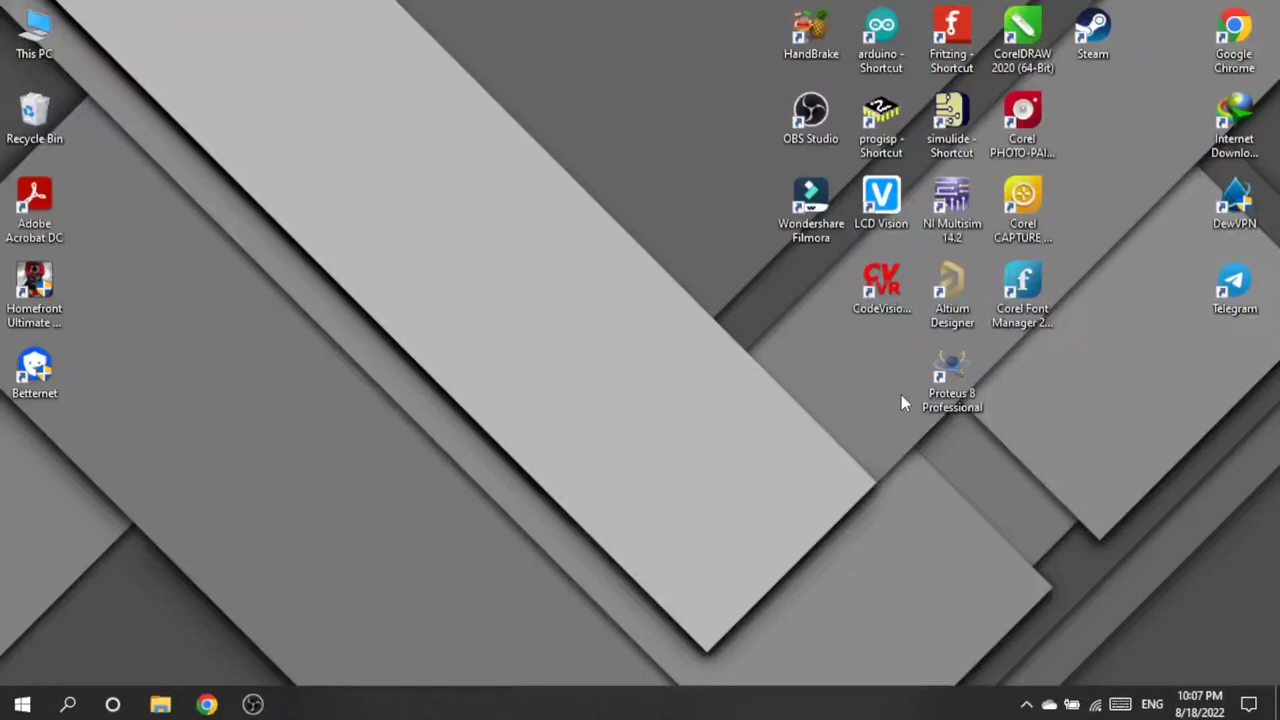 This PC
Recycle Bin
Adobe
Acrobat DC
Homefront
Ultimate ...
Betternet
HandBrake
OBS Studio
Wondershare
Filmora
arduino -
Shortcut
progisp -
Shortcut
LCD Vision
CodeVisio...
Fritzing -
Shortcut
simulide -
Shortcut
NI Multisim
14.2
Altium
Designer
Proteus 8
Professional
CorelDRAW
2020 (64-Bit)
Corel
PHOTO-PAI...
Corel
CAPTURE ...
Corel Font
Manager 2...
Steam
Google
Chrome
Internet
Downlo...
DewVPN
Telegram
ENG
10:07 PM
8/18/2022